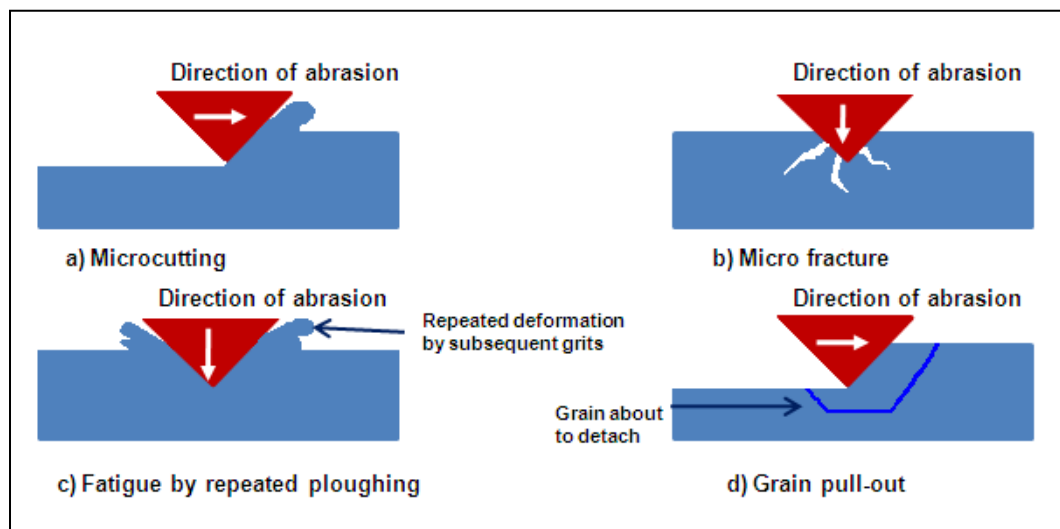 Direction of abrasion
a) Microcutting
Direction of abrasion
b) Micro fracture
Direction of abrasion
Repeated deformation
by subsequent grits
c) Fatigue by repeated ploughing
Direction of abrasion
Grain about
to detach
d) Grain pull-out